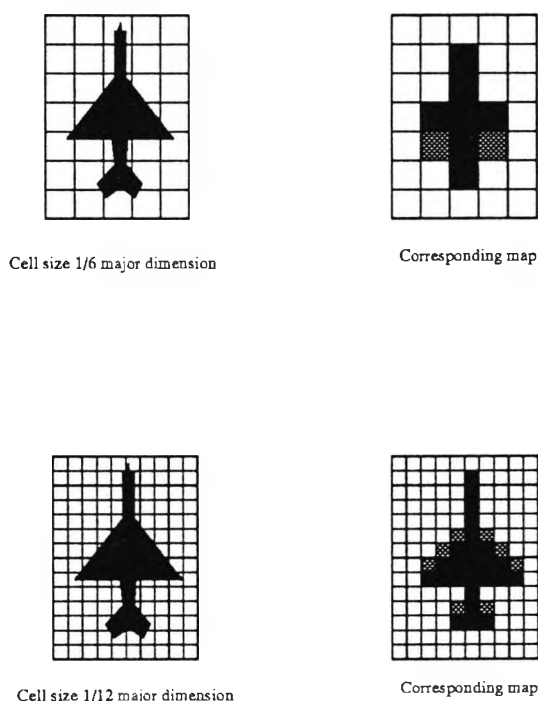 Cell size 1/6 major dimension
Corresponding map
Cell size 1/12 major dimension
Corresponding map